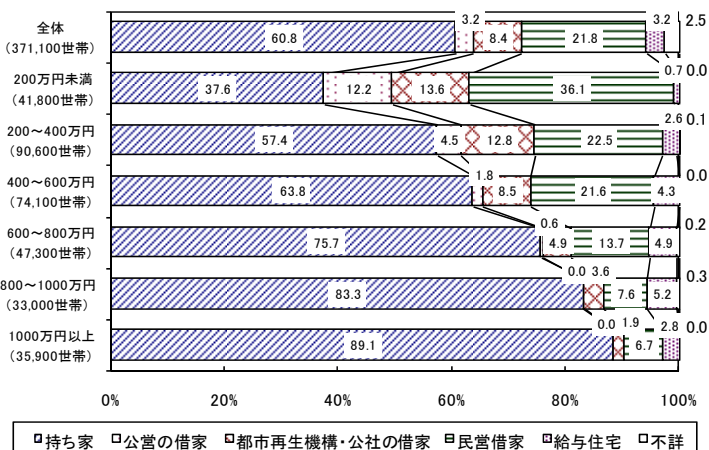 3.2 3.2 2.5
全体 60.8 8.4 21.8
(371,100世帯)
0.7 0.0
200万円未満 37.6 12.2 13.6 36.1
(41,800世帯)
2.6 0.1
200～400万円 57.4 4.5 12.8 22.5
(90,600世帯)
1.8 0.0
400～600万円 63.8 8.5 21.6 4.3
(74,100世帯)
0.6 0.2
600～800万円 75.7 4.9 13.7 4.9
(47,300世帯)
0.0 3.6 0.3
800～1000万円 83.3 7.6 5.2
(33,000世帯)
0.0 1.9 2.8 0.0
1000万円以上 89.1 6.7
(35,900世帯)
0% 20% 40% 60% 80% 100%
持ち家 公営の借家 都市再生機構・公社の借家 民営借家 給与住宅 不詳